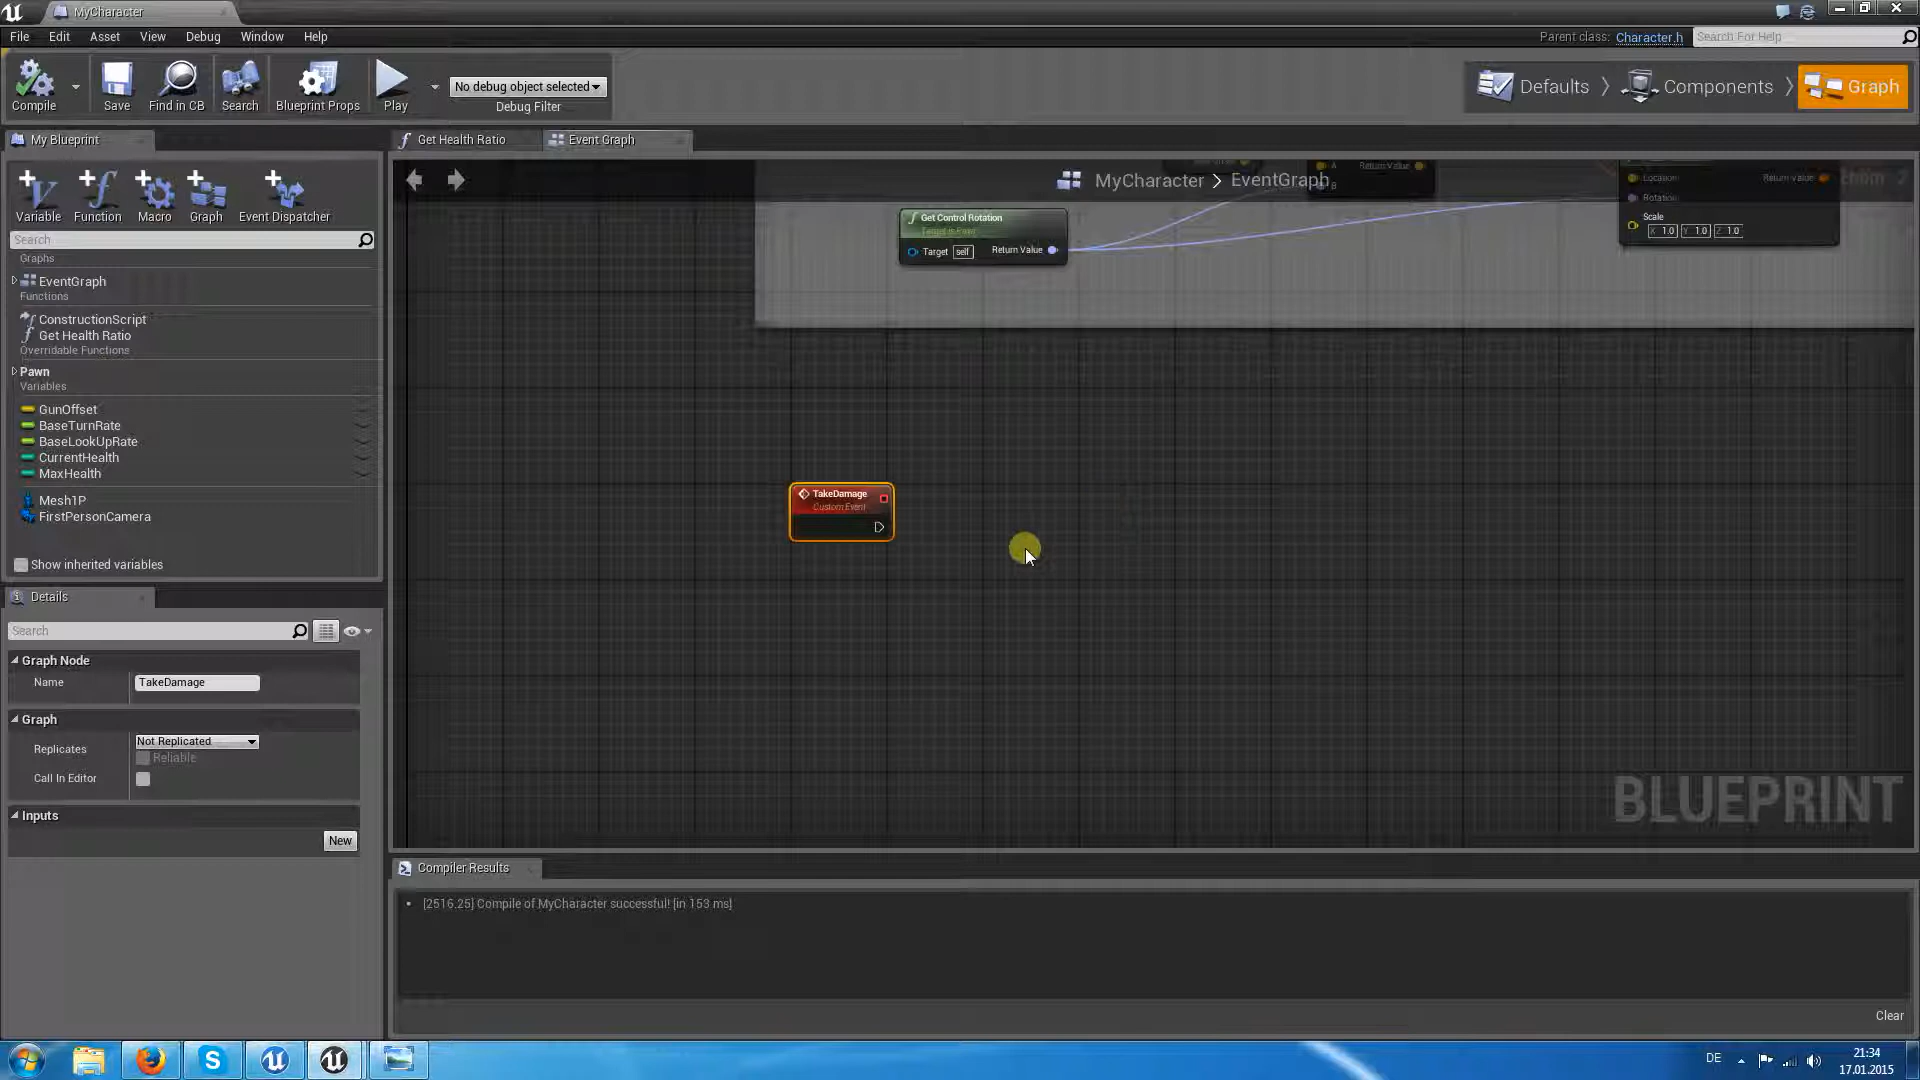 MyCharacter
File Edit Asset View Debug Window Help
Parent class: Character.h Search For Help
Compile Save Find in CB Search Blueprint Props Play
No debug object selected
Debug Filter
Defaults Components Graph
My Blueprint
Get Health Ratio Event Graph
Variable Function Macro Graph Event Dispatcher
MyCharacter > EventGraph
Search
Graphs
EventGraph
Functions
ConstructionScript
Get Health Ratio
Overridable Functions
Pawn
Variables
GunOffset
BaseTurnRate
BaseLookUpRate
CurrentHealth
MaxHealth
Mesh1P
FirstPersonCamera
Show inherited variables
A Return Value
B
Location Return Value
Rotation
Scale
X 1.0 Y 1.0 Z 1.0
Get Control Rotation
Target is Pawn
Target self Return Value
TakeDamage
Custom Event
BLUEPRINT
Details
Search
Graph Node
Name TakeDamage
Graph
Replicates Not Replicated
Reliable
Call In Editor
Inputs
New
Compiler Results
• [2516.25] Compile of MyCharacter successful! [in 153 ms]
Clear
DE
21:34
17.01.2015